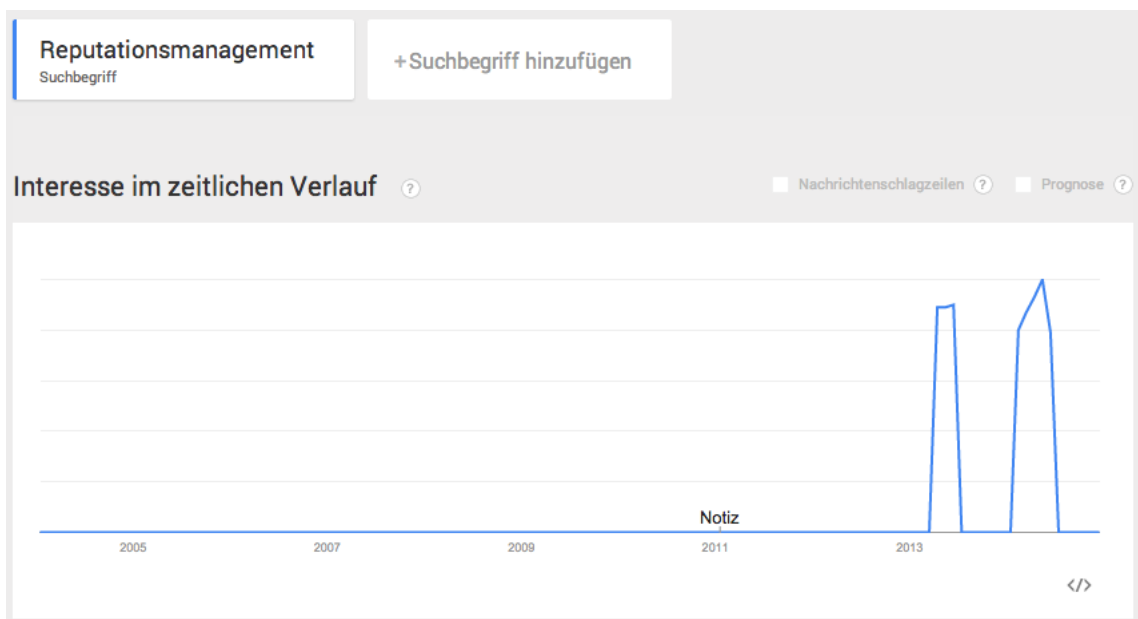 Reputationsmanagement
Suchbegriff
+Suchbegriff hinzufügen
Interesse im zeitlichen Verlauf ?
Nachrichtenschlagzeilen ? Prognose ?
Notiz
2005 2007 2009 2011 2013
</>